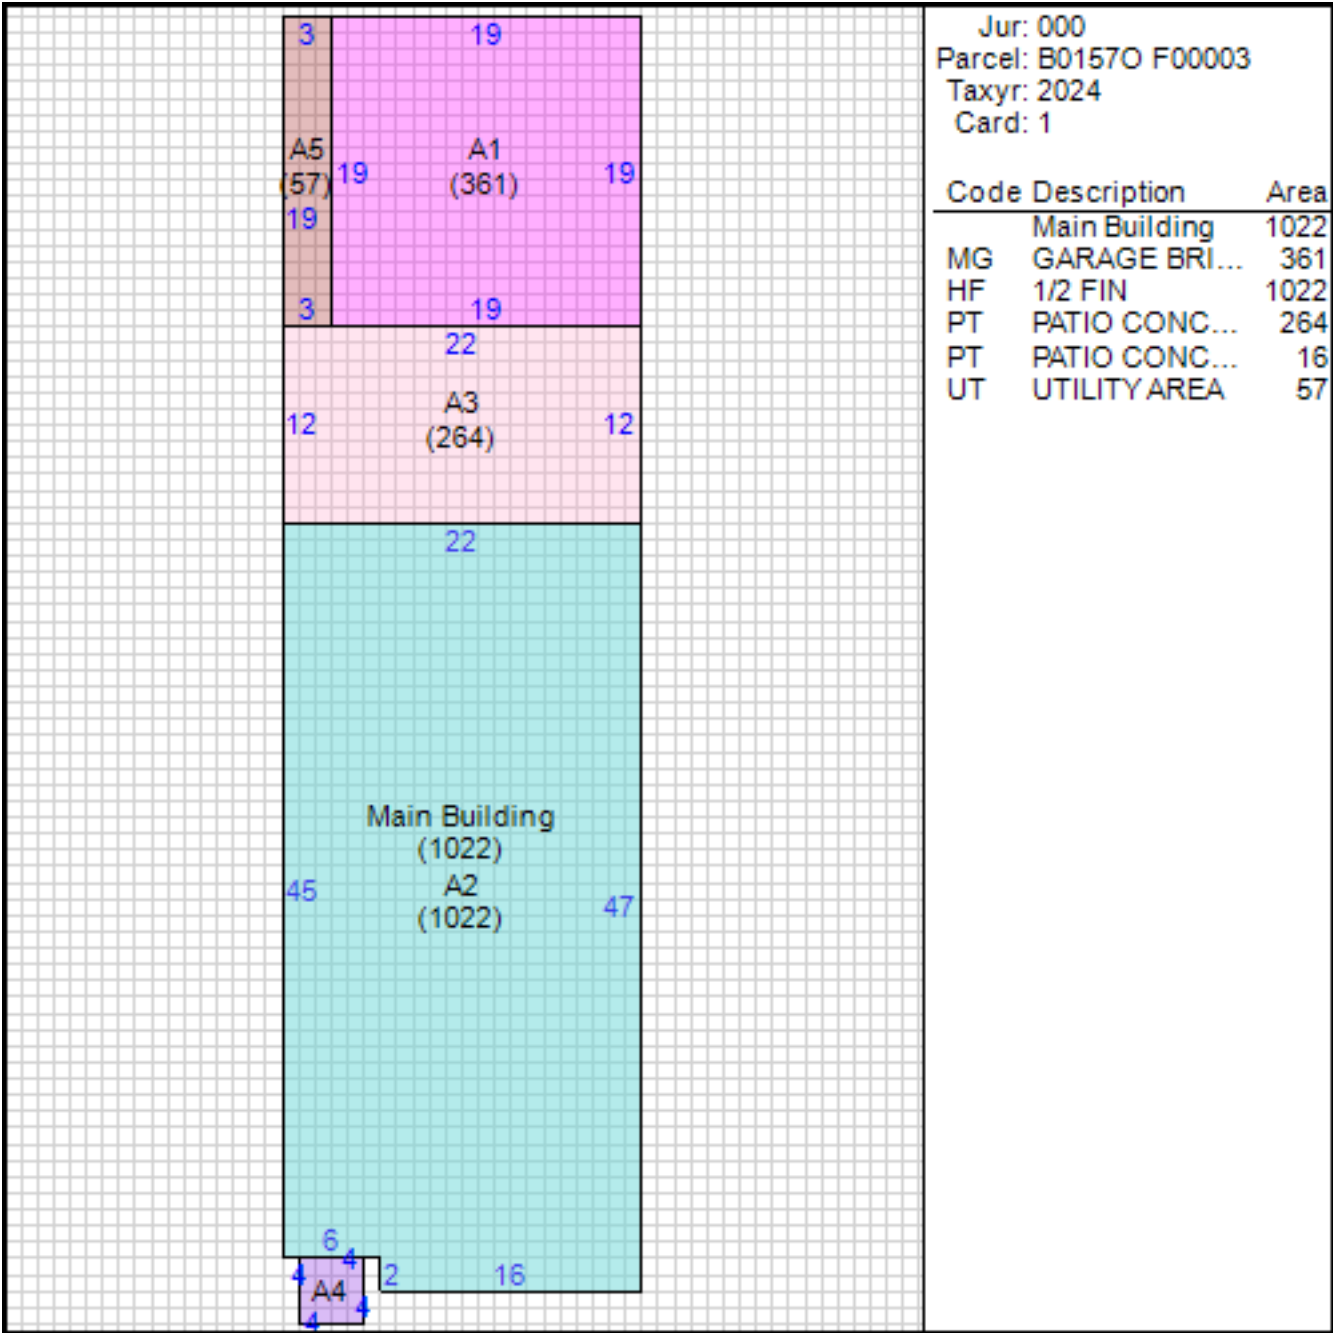 3
19
A5
(57)
19
3
19
A1
(361)
19
19
22
12
A3
(264)
12
22
Main Building
(1022)
A2
(1022)
45
47
6
4
4
A4
4
4
2
16
Jur: 000
Parcel: B0157O F00003
Taxyr: 2024
Card: 1
Code Description Area
Main Building 1022
MG GARAGE BRI... 361
HF 1/2 FIN 1022
PT PATIO CONC... 264
PT PATIO CONC... 16
UT UTILITY AREA 57